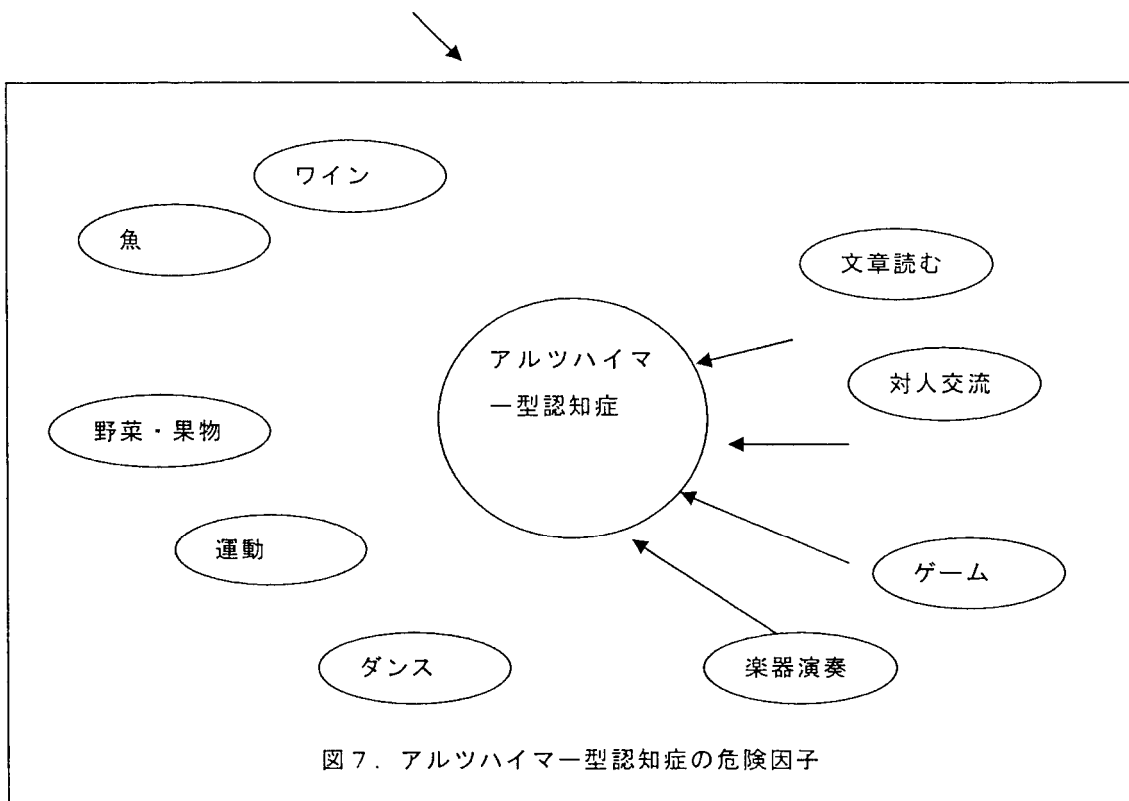 ワイン
魚
文章読む
アルツハイマ
ー型認知症
対人交流
野菜・果物
運動
ゲーム
ダンス
楽器演奏
図７．アルツハイマー型認知症の危険因子